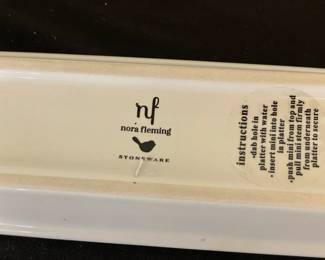 nf
nora fleming
STONEWARE
instructions
•dab hole in
platter with water
•insert mini into hole
in platter
•push mini from top and
pull mini stem firmly
from underneath
platter to secure